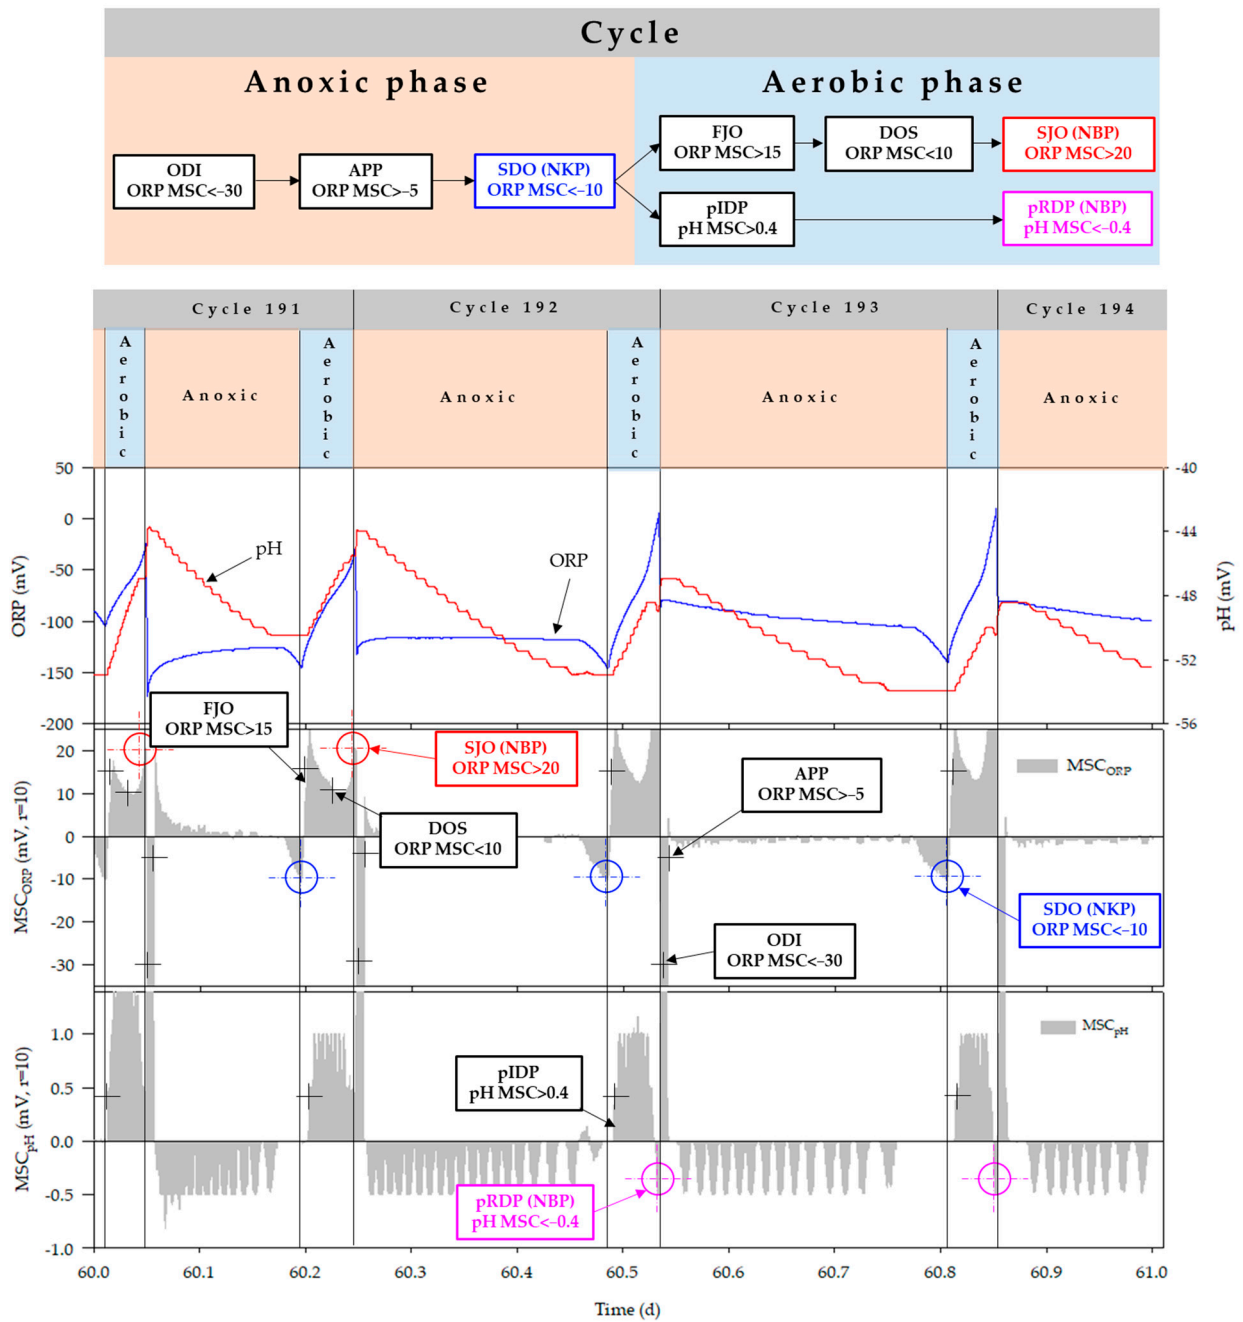 Cycle
Anoxic phase
Aerobic phase
ODI
ORP MSC<−30
APP
ORP MSC>−5
SDO (NKP)
ORP MSC<−10
FJO
ORP MSC>15
DOS
ORP MSC<10
SJO (NBP)
ORP MSC>20
pIDP
pH MSC>0.4
pRDP (NBP)
pH MSC<−0.4
Cycle 191
Cycle 192
Cycle 193
Cycle 194
Aerobic
Anoxic
Aerobic
Anoxic
Aerobic
Anoxic
Aerobic
Anoxic
50
0
-50
-100
-150
-200
ORP (mV)
-40
-44
-48
-52
-56
pH (mV)
pH
ORP
FJO
ORP MSC>15
SJO (NBP)
ORP MSC>20
DOS
ORP MSC<10
APP
ORP MSC>−5
MSC ORP
ODI
ORP MSC<−30
SDO (NKP)
ORP MSC<−10
20
10
0
-10
-20
-30
MSC ORP (mV, r=10)
pIDP
pH MSC>0.4
pRDP (NBP)
pH MSC<−0.4
MSC pH
1.0
0.5
0.0
-0.5
-1.0
MSC pH (mV, r=10)
60.0 60.1 60.2 60.3 60.4 60.5 60.6 60.7 60.8 60.9 61.0
Time (d)